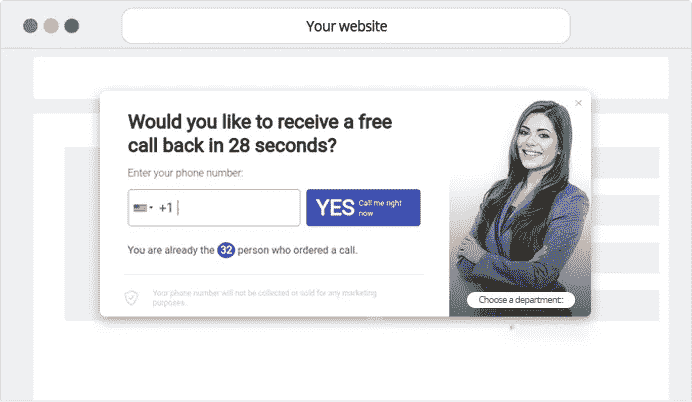 Your website
Would you like to receive a free
call back in 28 seconds?
Enter your phone number:
+1
YES
Call me right
now
You are already the 32 person who ordered a call.
Your phone number will not be collected or sold for any marketing
purposes.
Choose a department: